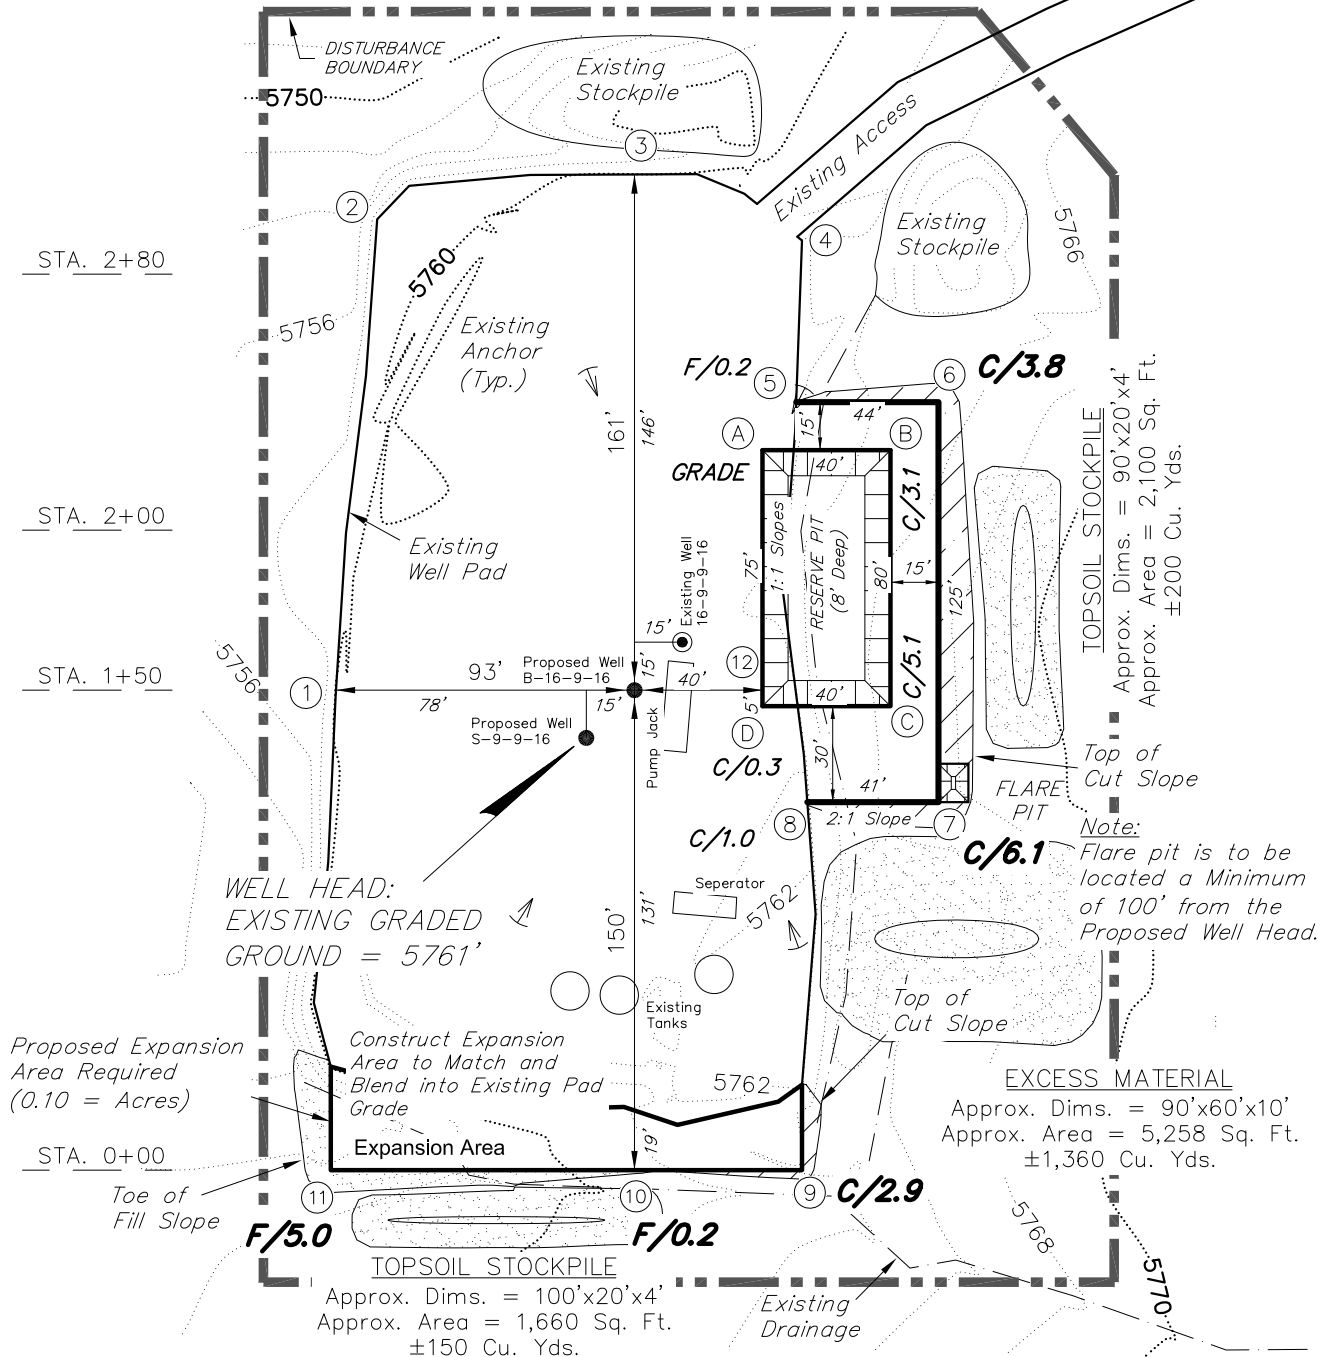 DISTURBANCE
BOUNDARY
5750
Existing
Stockpile
3
Existing Access
2
4
Existing
Stockpile
5766
STA. 2+80
5760
5756
Existing
Anchor
(Typ.)
F/0.2
5
6
C/3.8
161'
146'
15'
44'
A
B
GRADE
40'
C/3.1
TOPSOIL STOCKPILE
Approx. Dims. = 90'x20'x4'
Approx. Area = 2,100 Sq. Ft.
±200 Cu. Yds.
STA. 2+00
Existing
Well Pad
75'
1:1 Slopes
RESERVE PIT
(8' Deep)
80'
15'
125'
Existing Well
16-9-9-16
15'
15'
5756
STA. 1+50
1
93'
78'
Proposed Well
B-16-9-16
15'
40'
12
5'
40'
C/5.1
Proposed Well
S-9-9-16
Pump Jack
D
C
C/0.3
30'
Top of
Cut Slope
41'
FLARE
PIT
8
2:1 Slope
7
C/1.0
C/6.1
Note:
Flare pit is to be
located a Minimum
of 100' from the
Proposed Well Head.
WELL HEAD:
EXISTING GRADED
GROUND = 5761'
Seperator
5762
150'
131'
Existing
Tanks
Top of
Cut Slope
Proposed Expansion
Area Required
(0.10 = Acres)
Construct Expansion
Area to Match and
Blend into Existing Pad
Grade
5762
EXCESS MATERIAL
Approx. Dims. = 90'x60'x10'
Approx. Area = 5,258 Sq. Ft.
±1,360 Cu. Yds.
Expansion Area
19'
STA. 0+00
Toe of
Fill Slope
11
10
9
C/2.9
F/5.0
F/0.2
5768
TOPSOIL STOCKPILE
Approx. Dims. = 100'x20'x4'
Approx. Area = 1,660 Sq. Ft.
±150 Cu. Yds.
Existing
Drainage
5770